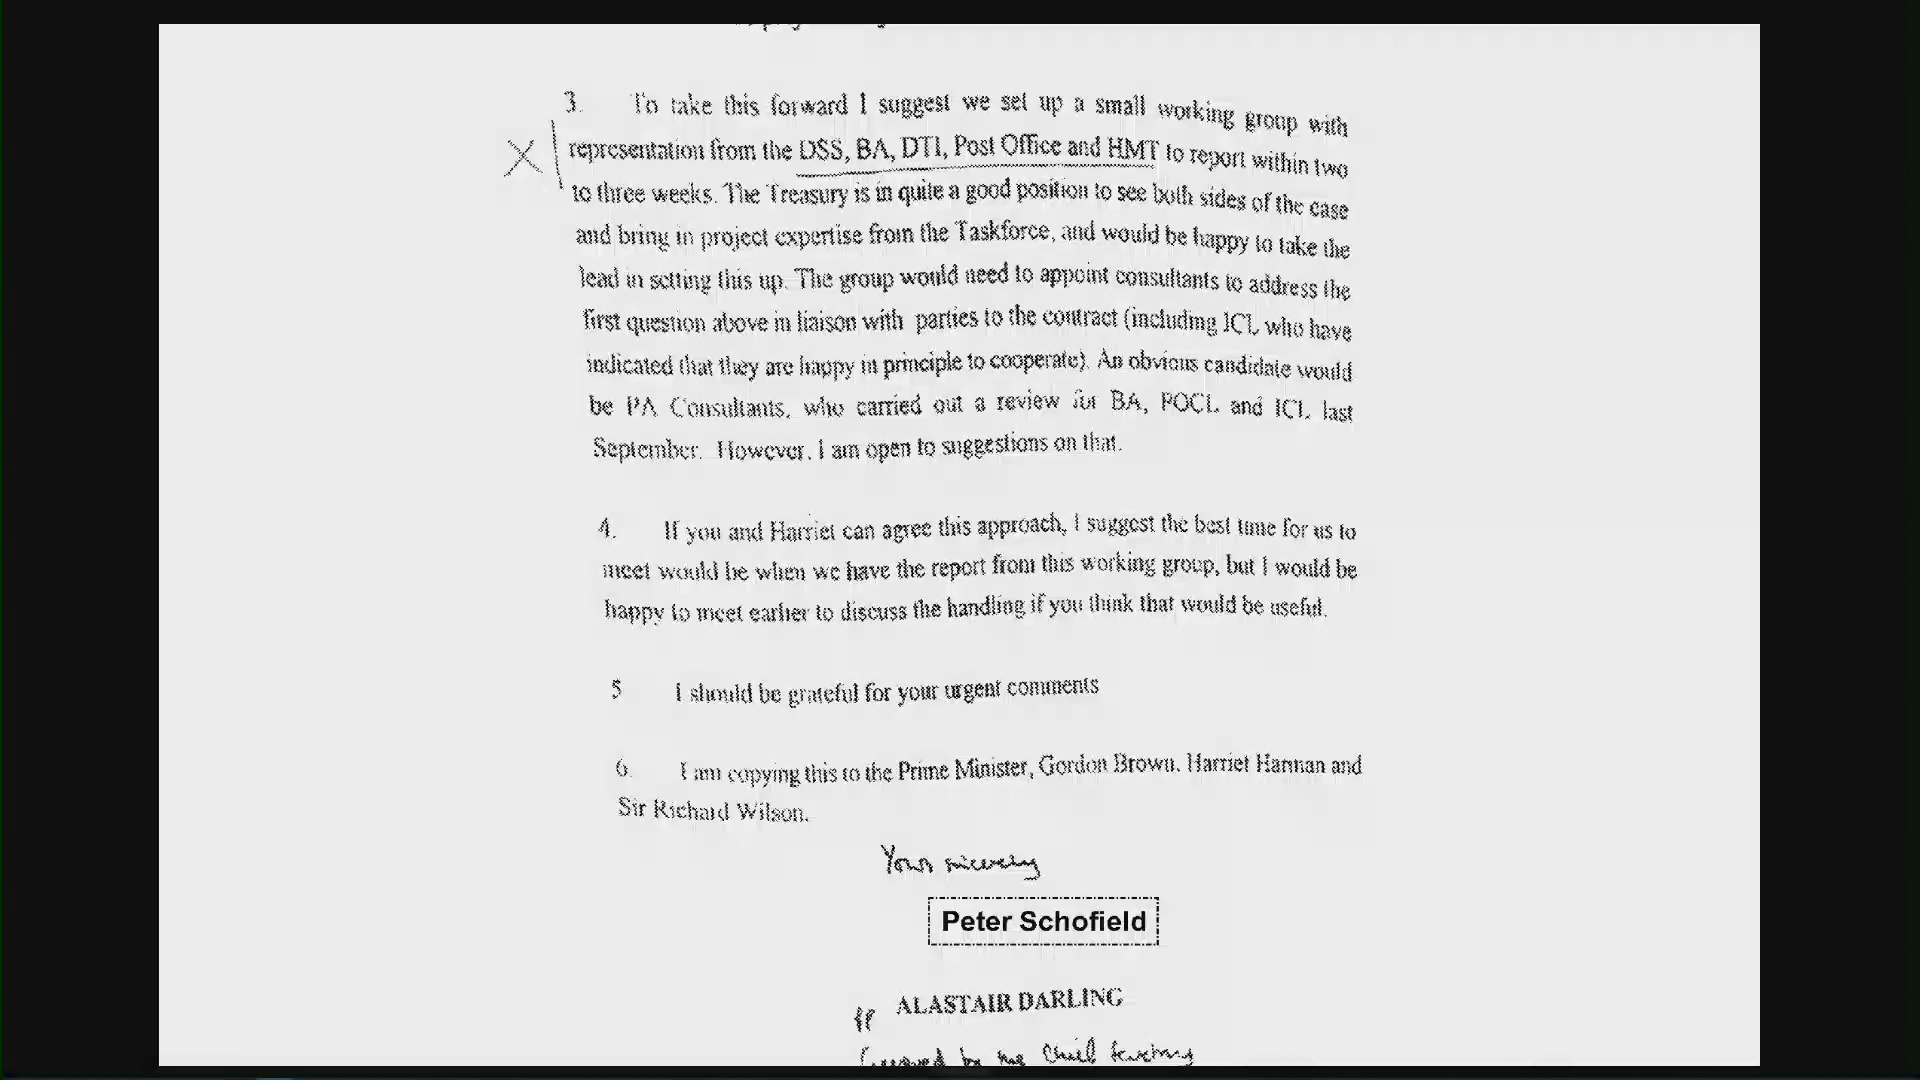 3. To take this forward I suggest we set up a small working group with
representation from the DSS, BA, DTI, Post Office and HMT to report within two
to three weeks. The Treasury is in quite a good position to see both sides of the case
and bring in project expertise from the Taskforce, and would be happy to take the
lead in setting this up. The group would need to appoint consultants to address the
first question above in liaison with parties to the contract (including ICL who have
indicated that they are happy in principle to cooperate). An obvious candidate would
be PA Consultants, who carried out a review for BA, POCL and ICL last
September. However, I am open to suggestions on that.
4. If you and Harriet can agree this approach, I suggest the best time for us to
meet would be when we have the report from this working group, but I would be
happy to meet earlier to discuss the handling if you think that would be useful.
5 I should be grateful for your urgent comments
6. I am copying this to the Prime Minister, Gordon Brown, Harriet Harman and
Sir Richard Wilson.
Yours sincerely
Peter Schofield
pp ALASTAIR DARLING
by the Chief Secretary